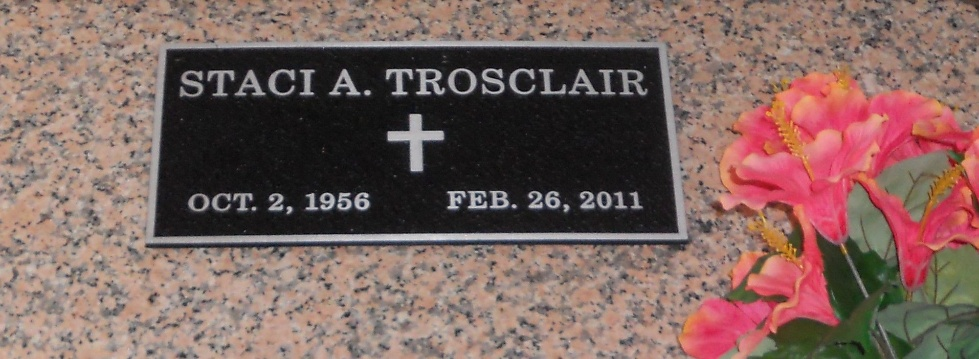 STACI A. TROSCLAIR
OCT. 2, 1956 FEB. 26, 2011